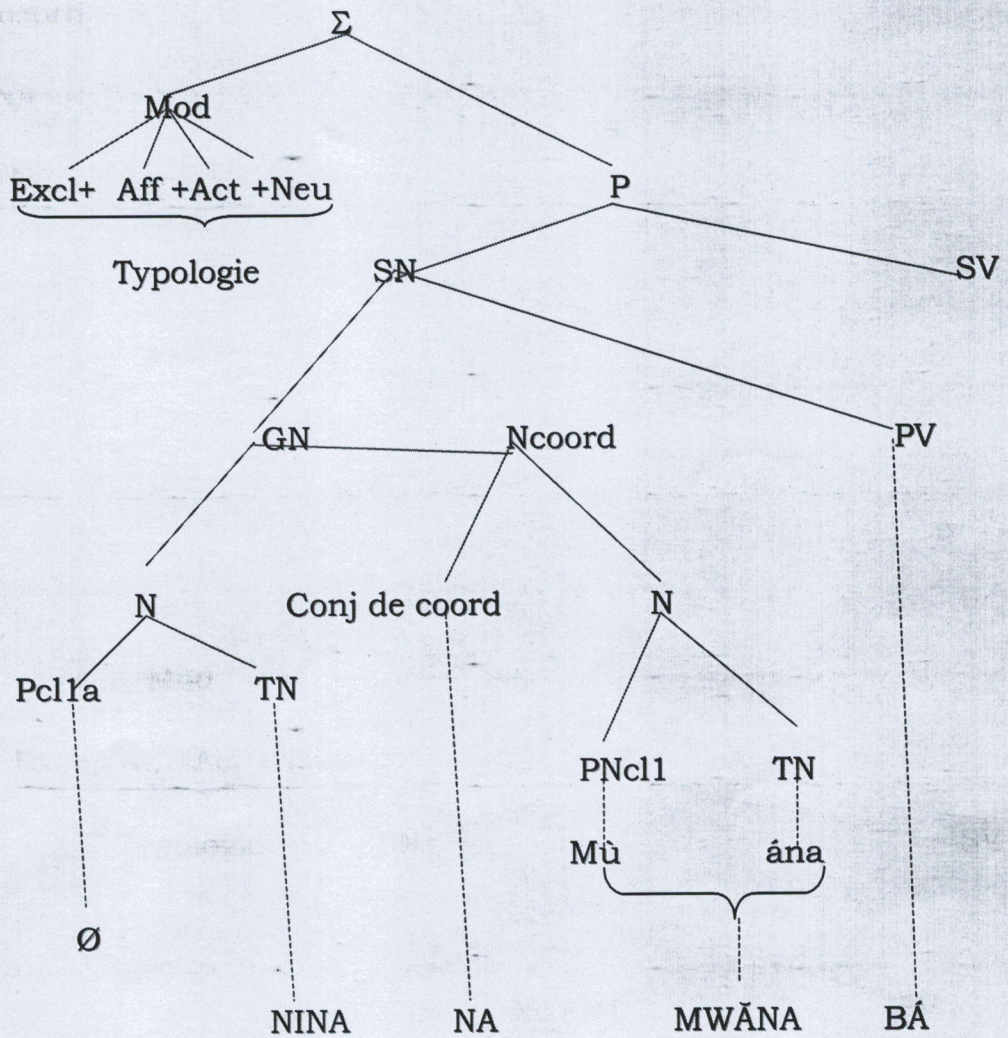 Σ
Mod
Excl+ Aff +Act +Neu P
Typologie SN SV
GN Ncoord PV
N Conj de coord N
Pcl1a TN
PNcl1 TN
Mù ána
Ø
NINA NA MWĂNA BÁ